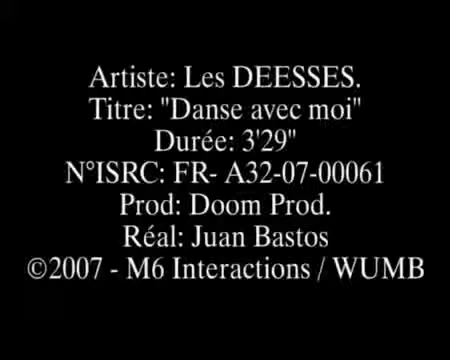 Artiste: Les DEESSES.
Titre: "Danse avec moi"
Durée: 3'29"
N°ISRC: FR- A32-07-00061
Prod: Doom Prod.
Réal: Juan Bastos
©2007 - M6 Interactions / WUMB